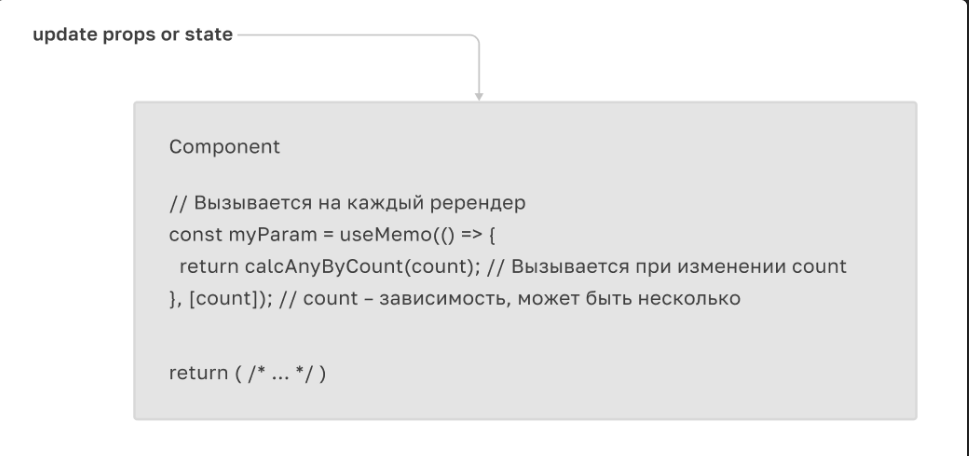 update props or state
Component
// Вызывается на каждый ререндер
const myParam = useMemo(() => {
return calcAnyByCount(count); // Вызывается при изменении count
}, [count]); // count – зависимость, может быть несколько
return ( /* ... */ )